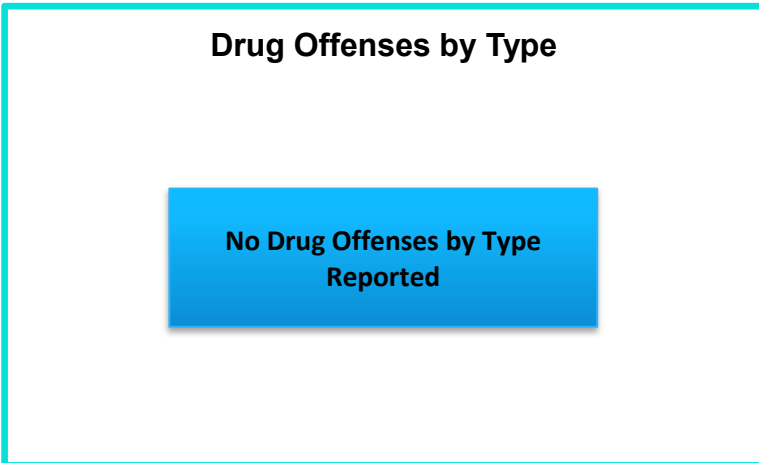 Drug Offenses by Type
No Drug Offenses by Type
Reported